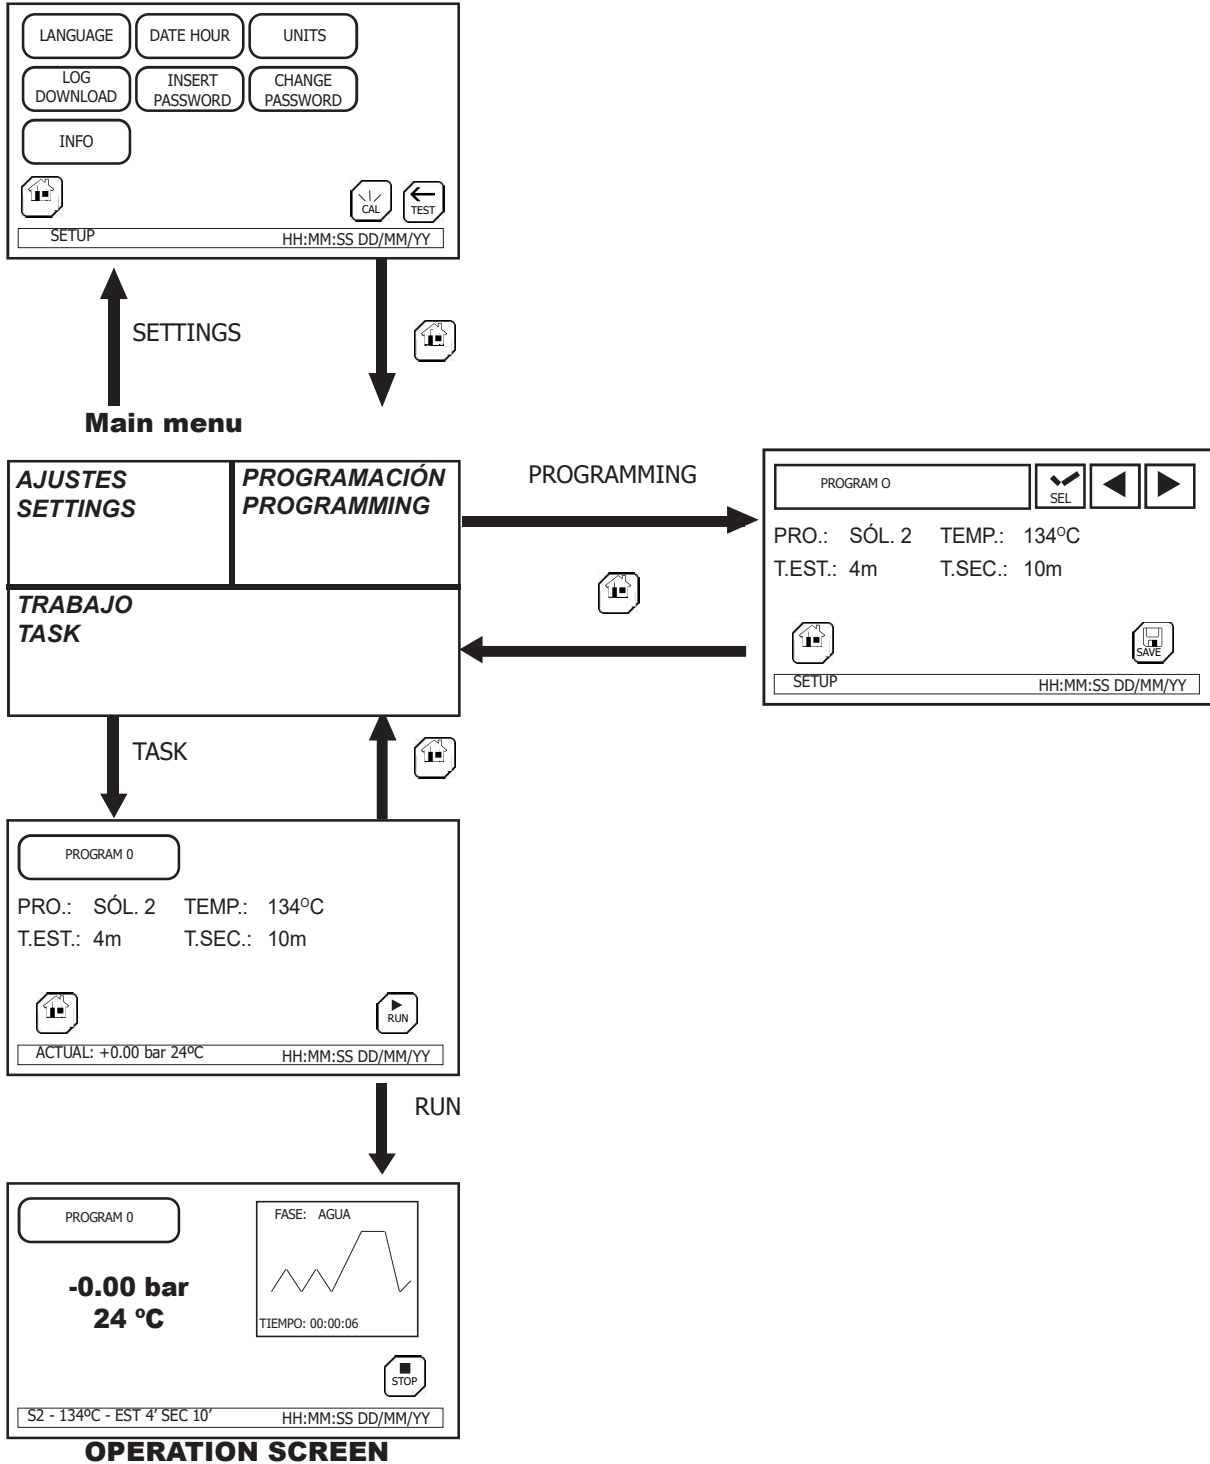 LANGUAGE DATE HOUR UNITS
LOG DOWNLOAD INSERT PASSWORD CHANGE PASSWORD
INFO
CAL TEST
SETUP HH:MM:SS DD/MM/YY
SETTINGS
Main menu
AJUSTES
SETTINGS
PROGRAMACIÓN
PROGRAMMING
TRABAJO
TASK
PROGRAMMING
PROGRAM O SEL
PRO.: SÓL. 2 TEMP.: 134ºC
T.EST.: 4m T.SEC.: 10m
SAVE
SETUP HH:MM:SS DD/MM/YY
TASK
PROGRAM 0
PRO.: SÓL. 2 TEMP.: 134ºC
T.EST.: 4m T.SEC.: 10m
RUN
ACTUAL: +0.00 bar 24ºC HH:MM:SS DD/MM/YY
RUN
PROGRAM 0
FASE: AGUA
-0.00 bar
24 ºC
TIEMPO: 00:00:06
STOP
S2 - 134ºC - EST 4’ SEC 10’ HH:MM:SS DD/MM/YY
OPERATION SCREEN